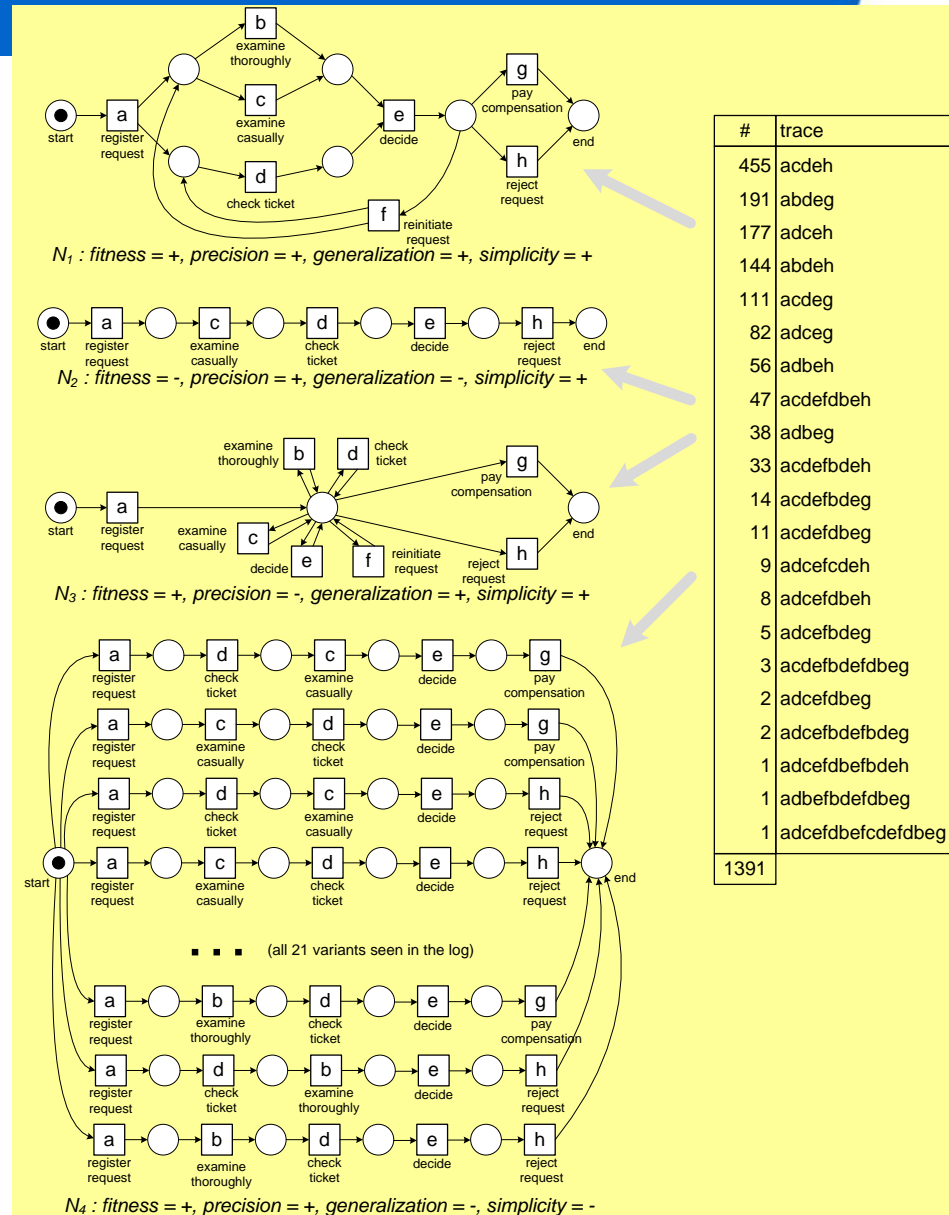 b
examine
thoroughly
g
pay
compensation
a
c
e
start
register
request
examine
casually
decide
end
d
h
check ticket
reject
request
f
reinitiate
request
N1 : fitness = +, precision = +, generalization = +, simplicity = +
a
c
d
e
h
start
register
request
examine
casually
check
ticket
decide
reject
request
end
N2 : fitness = -, precision = +, generalization = -, simplicity = +
examine
thoroughly
b
d
check
ticket
g
pay
compensation
a
start
register
request
examine
casually
c
decide
e
f
reinitiate
request
reject
request
h
end
N3 : fitness = +, precision = -, generalization = +, simplicity = +
a
d
c
e
g
register
request
check
ticket
examine
casually
decide
pay
compensation
a
c
d
e
g
register
request
examine
casually
check
ticket
decide
pay
compensation
a
d
c
e
h
register
request
check
ticket
examine
casually
decide
reject
request
start
a
c
d
e
h
end
register
request
examine
casually
check
ticket
decide
reject
request
... (all 21 variants seen in the log)
a
b
d
e
g
register
request
examine
thoroughly
check
ticket
decide
pay
compensation
a
d
b
e
h
register
request
check
ticket
examine
thoroughly
decide
reject
request
a
b
d
e
h
register
request
examine
thoroughly
check
ticket
decide
reject
request
N4 : fitness = +, precision = +, generalization = -, simplicity = -
# trace
455 acdeh
191 abdeg
177 adceh
144 abdeh
111 acdeg
82 adceg
56 adbeh
47 acdefdbeh
38 adbeg
33 acdefbdeh
14 acdefbdeg
11 acdefdbeg
9 adcefcdeh
8 adcefdbeh
5 adcefbdeg
3 acdefbdefdbeg
2 adcefdbeg
2 adcefbdefbdeg
1 adcefdbefbdeh
1 adbefbdefdbeg
1 adcefdbefcdefdbeg
1391